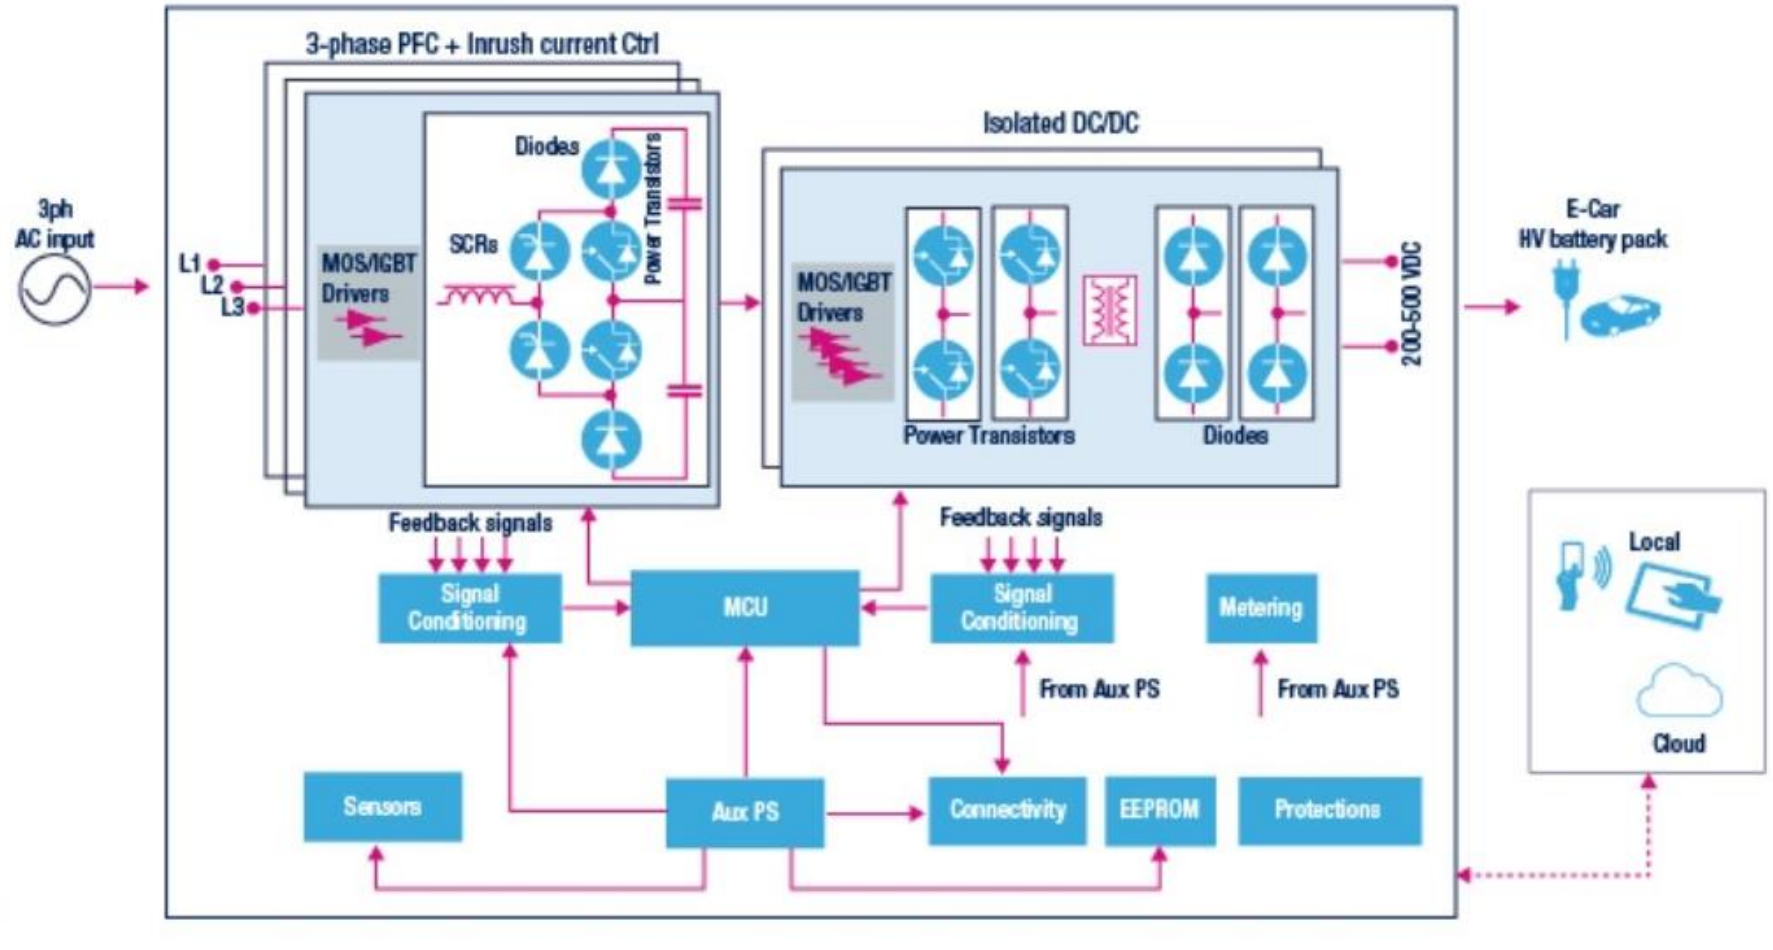 3-phase PFC + Inrush current Ctrl
Isolated DC/DC
3ph
AC input
L1
L2
L3
MOS/IGBT
Drivers
Diodes
SCRs
Power Transistors
MOS/IGBT
Drivers
Power Transistors
Diodes
200-500 VDC
E-Car
HV battery pack
Feedback signals
Feedback signals
Signal
Conditioning
MCU
Signal
Conditioning
Metering
From Aux PS
From Aux PS
Sensors
Aux PS
Connectivity
EEPROM
Protections
Local
Cloud